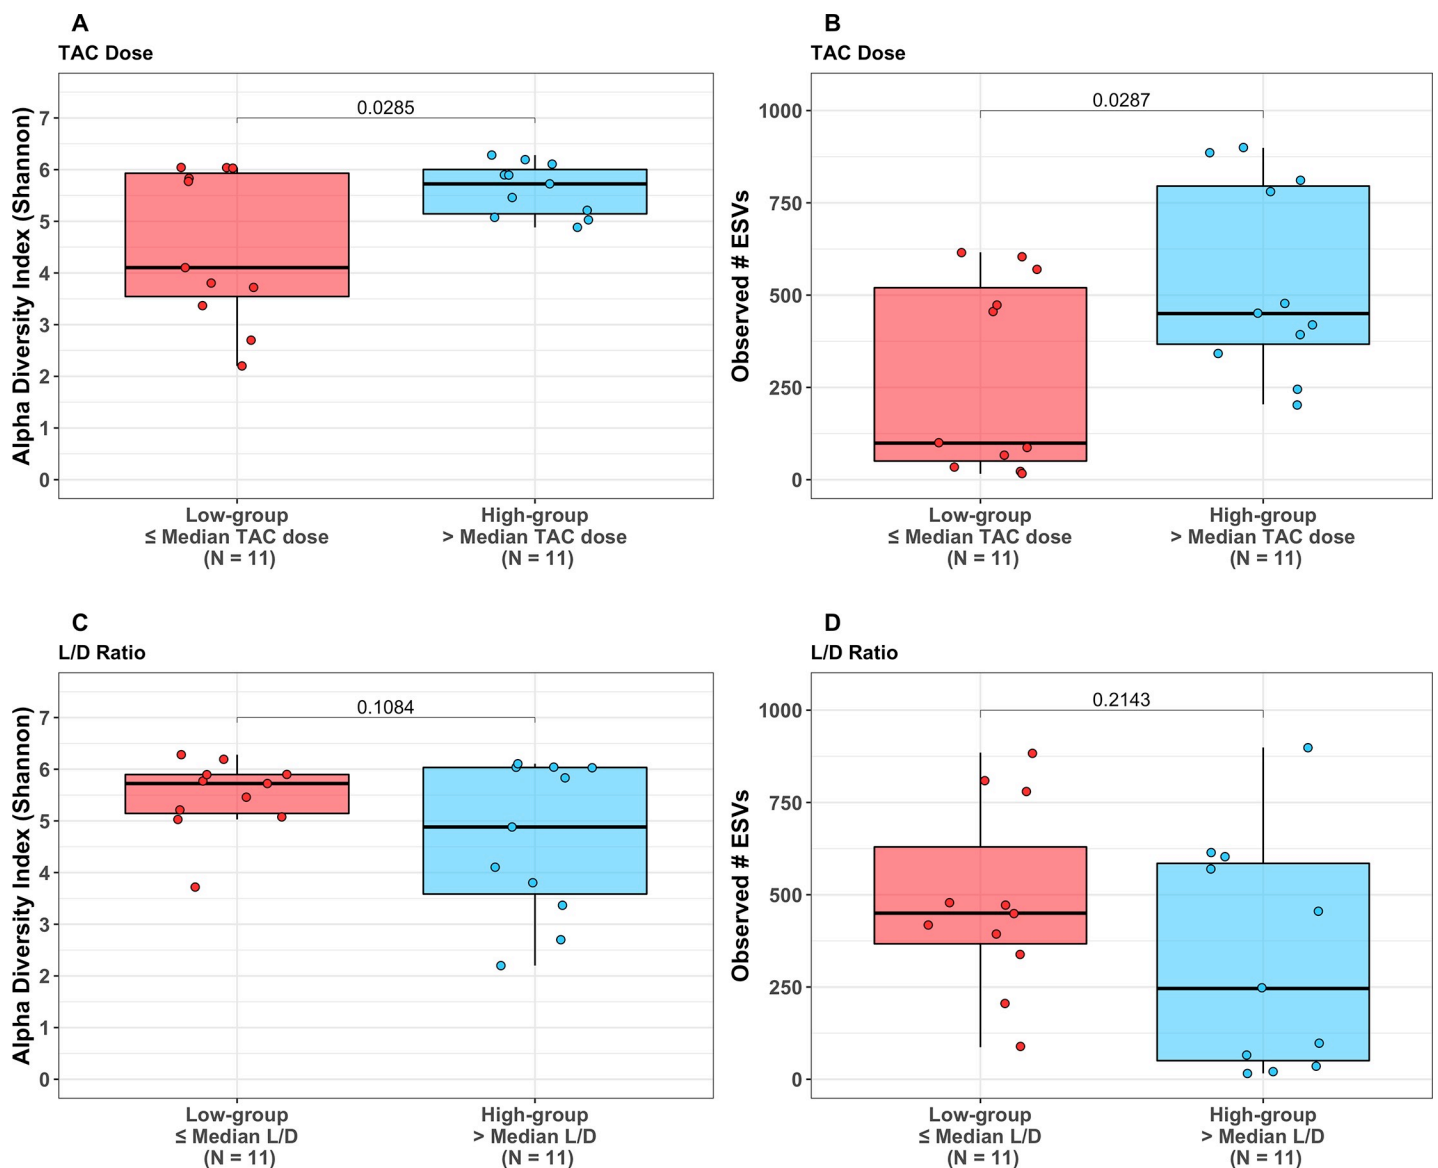 A
TAC Dose
Alpha Diversity Index (Shannon)
7
6
5
4
3
2
1
0
0.0285
Low-group
≤ Median TAC dose
(N = 11)
High-group
> Median TAC dose
(N = 11)
B
TAC Dose
Observed # ESVs
1000
750
500
250
0
0.0287
Low-group
≤ Median TAC dose
(N = 11)
High-group
> Median TAC dose
(N = 11)
C
L/D Ratio
Alpha Diversity Index (Shannon)
7
6
5
4
3
2
1
0
0.1084
Low-group
≤ Median L/D
(N = 11)
High-group
> Median L/D
(N = 11)
D
L/D Ratio
Observed # ESVs
1000
750
500
250
0
0.2143
Low-group
≤ Median L/D
(N = 11)
High-group
> Median L/D
(N = 11)